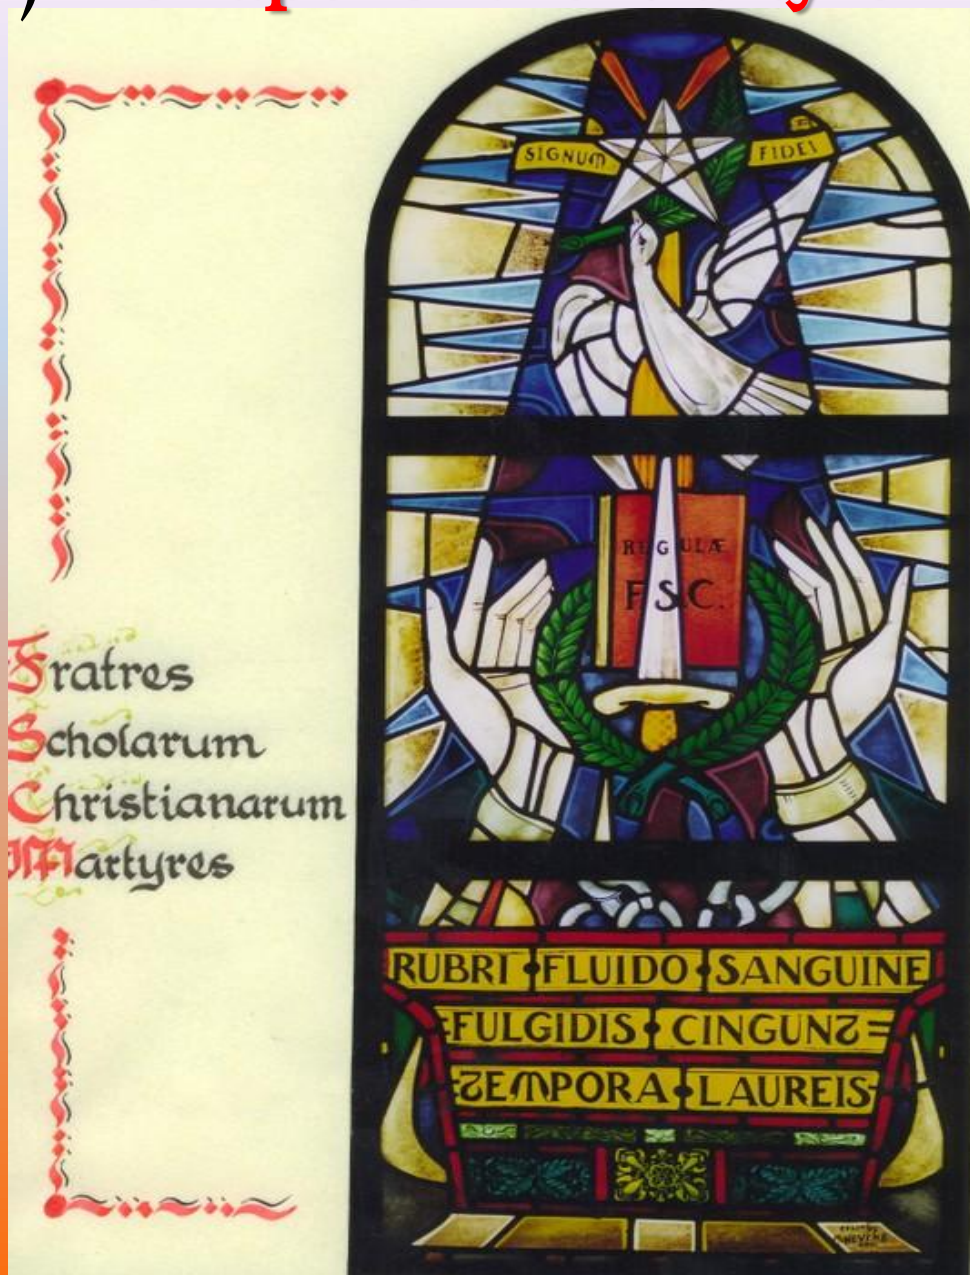 SIGNUM FIDEI
REGULÆ
F.S.C.
Fratres
Scholarum
Christianarum
Martyres
RUBRI FLUIDO SANGUINE
FULGIDIS CINGUNT =
TEMPORA LAUREIS